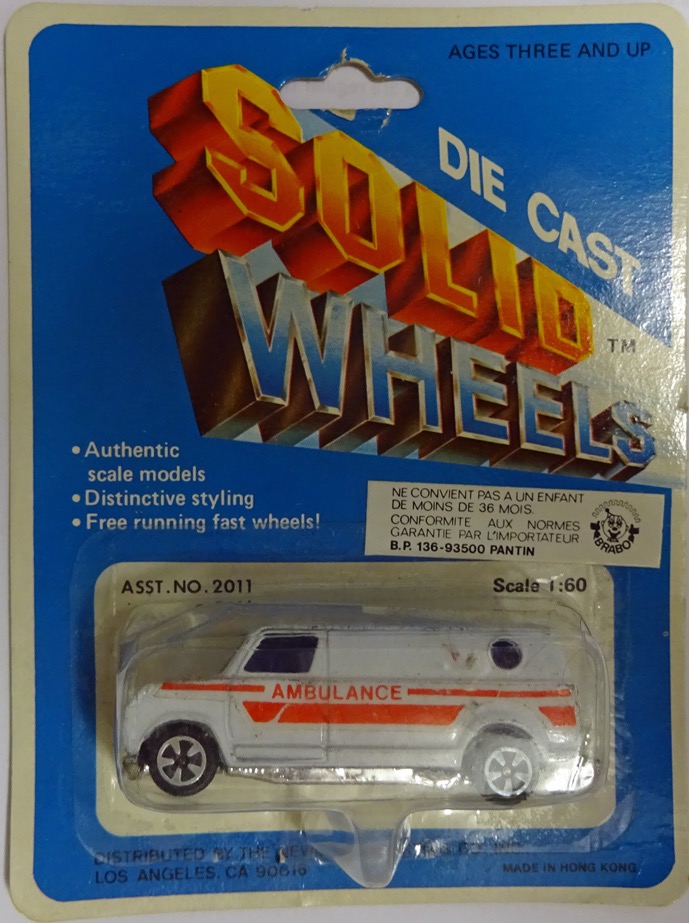 AGES THREE AND UP
DIE CAST
SOLID
WHEELS
TM
• Authentic
scale models
• Distinctive styling
• Free running fast wheels!
NE CONVIENT PAS A UN ENFANT
DE MOINS DE 36 MOIS.
CONFORMITE AUX NORMES
GARANTIE PAR L'IMPORTATEUR
B.P. 136-93500 PANTIN
BRABO
ASST. NO. 2011
Scale 1:60
AMBULANCE
DISTRIBUTED BY THE
LOS ANGELES, CA 90016
MADE IN HONG KONG